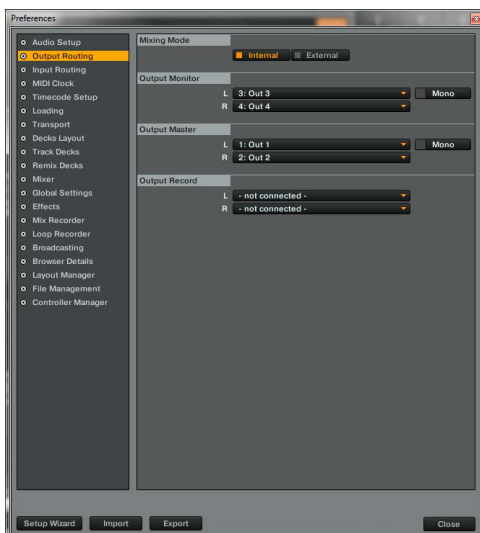 Preferences
Audio Setup
Output Routing
Input Routing
MIDI Clock
Timecode Setup
Loading
Transport
Decks Layout
Track Decks
Remix Decks
Mixer
Global Settings
Effects
Mix Recorder
Loop Recorder
Broadcasting
Browser Details
Layout Manager
File Management
Controller Manager
Mixing Mode
Internal External
Output Monitor
L 3: Out 3 Mono
R 4: Out 4
Output Master
L 1: Out 1 Mono
R 2: Out 2
Output Record
L - not connected -
R - not connected -
Setup Wizard Import Export Close